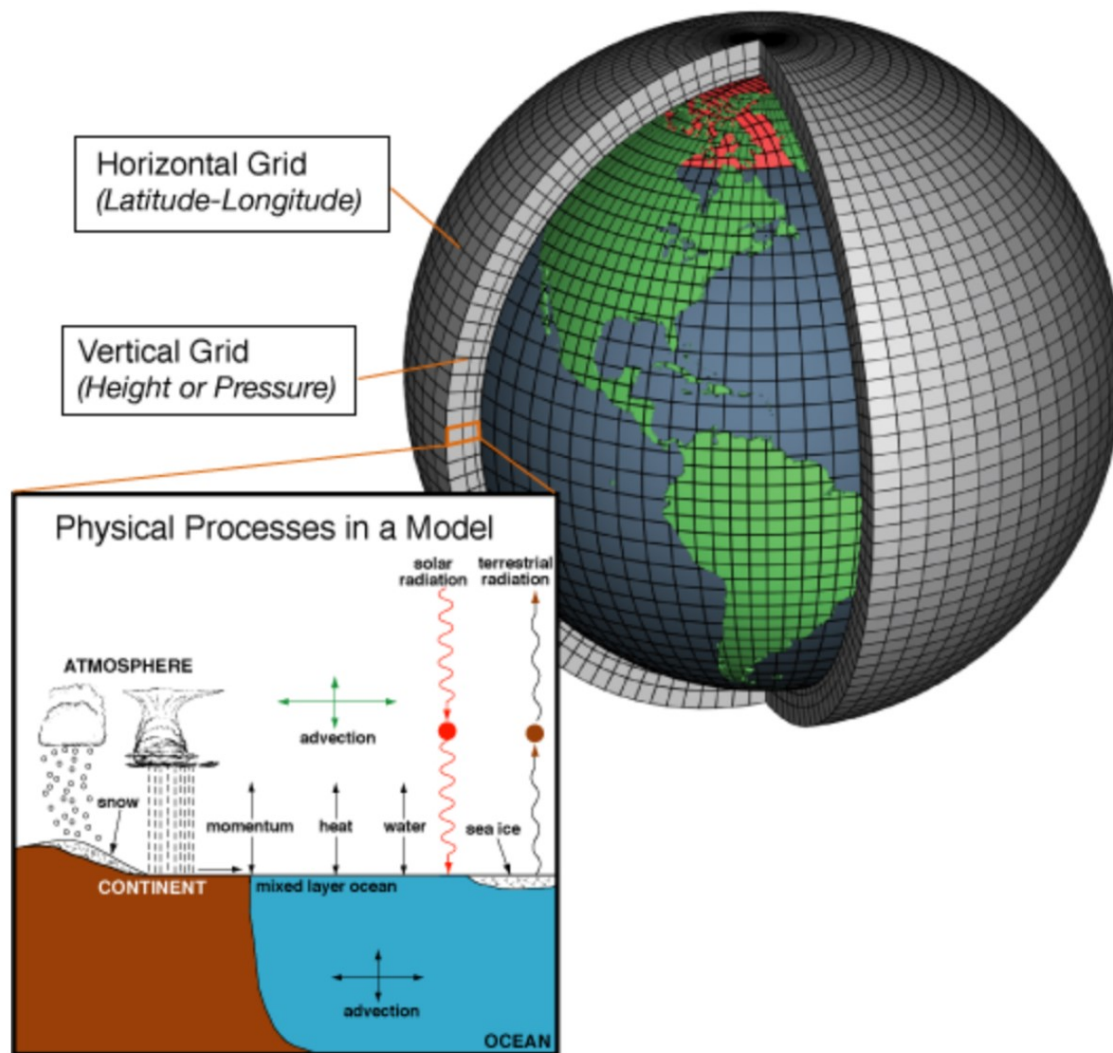 Horizontal Grid
(Latitude-Longitude)
Vertical Grid
(Height or Pressure)
Physical Processes in a Model
solar
radiation
terrestrial
radiation
ATMOSPHERE
advection
snow
momentum
heat
water
sea ice
CONTINENT
mixed layer ocean
advection
OCEAN